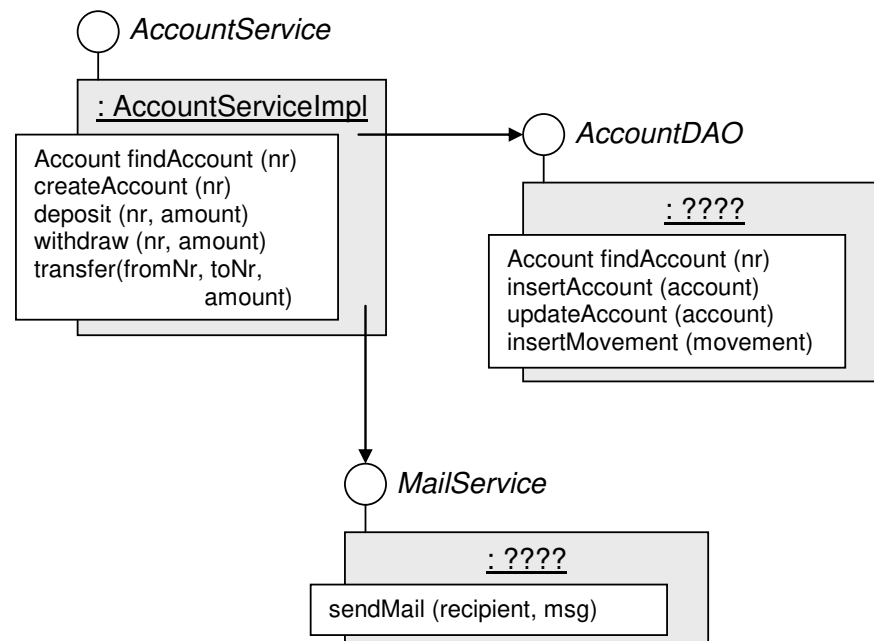 AccountService
: AccountServiceImpl
Account findAccount (nr)
createAccount (nr)
deposit (nr, amount)
withdraw (nr, amount)
transfer(fromNr, toNr,
amount)
AccountDAO
: ????
Account findAccount (nr)
insertAccount (account)
updateAccount (account)
insertMovement (movement)
MailService
: ????
sendMail (recipient, msg)